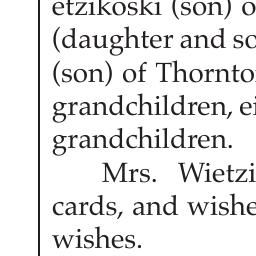 etzikoski (son) o
(daughter and so
(son) of Thornto
grandchildren, ei
grandchildren.
Mrs. Wietzi
cards, and wishe
wishes.